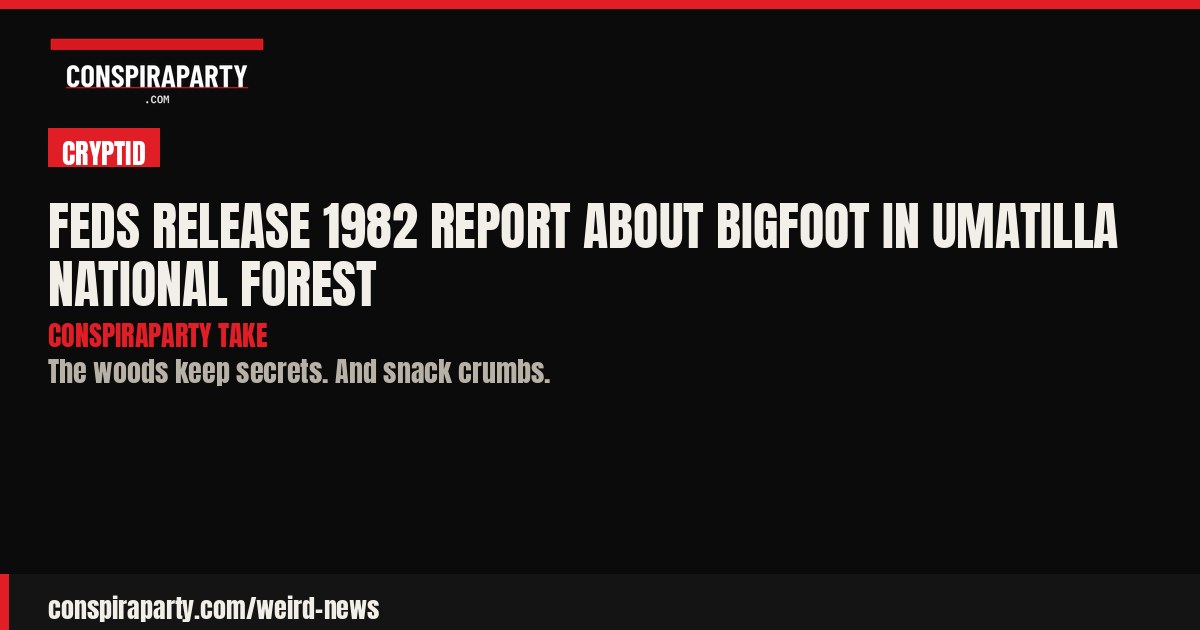 CONSPIRAPARTY
.COM
CRYPTID
FEDS RELEASE 1982 REPORT ABOUT BIGFOOT IN UMATILLA
NATIONAL FOREST
CONSPIRAPARTY TAKE
The woods keep secrets. And snack crumbs.
conspiraparty.com/weird-news